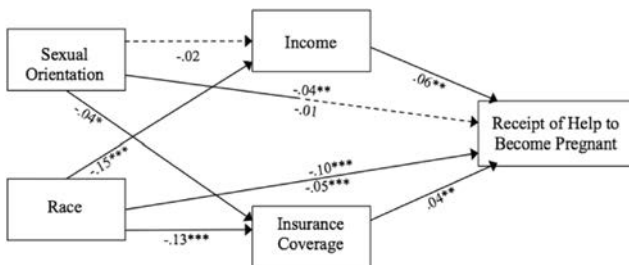 Sexual
Orientation
-.02
Income
.06**
-.04**
-.01
Receipt of Help to
Become Pregnant
-.04*
-.15***
-.10***
-.05***
Race
-.13***
Insurance
Coverage
.04**